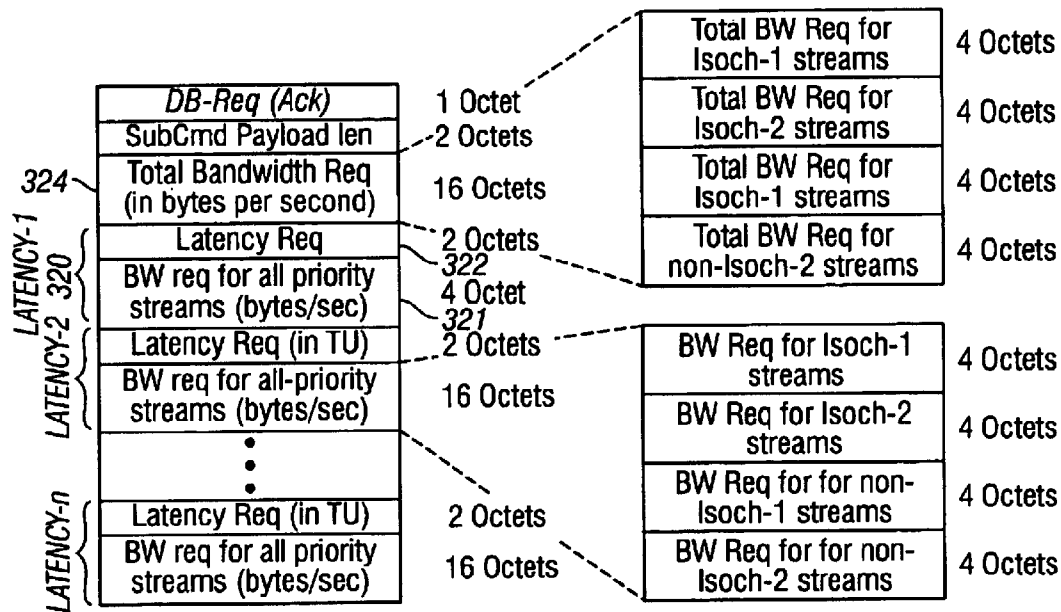 DB-Req (Ack)
1 Octet
SubCmd Payload len
2 Octets
324
Total Bandwidth Req
(in bytes per second)
16 Octets
LATENCY-1
320
Latency Req
2 Octets
322
BW req for all priority
streams (bytes/sec)
4 Octet
321
LATENCY-2
Latency Req (in TU)
2 Octets
BW req for all-priority
streams (bytes/sec)
16 Octets
LATENCY-n
Latency Req (in TU)
2 Octets
BW req for all priority
streams (bytes/sec)
16 Octets
Total BW Req for
Isoch-1 streams
4 Octets
Total BW Req for
Isoch-2 streams
4 Octets
Total BW Req for
Isoch-1 streams
4 Octets
Total BW Req for
non-Isoch-2 streams
4 Octets
BW Req for Isoch-1
streams
4 Octets
BW Req for Isoch-2
streams
4 Octets
BW Req for for non-
Isoch-1 streams
4 Octets
BW Req for for non-
Isoch-2 streams
4 Octets